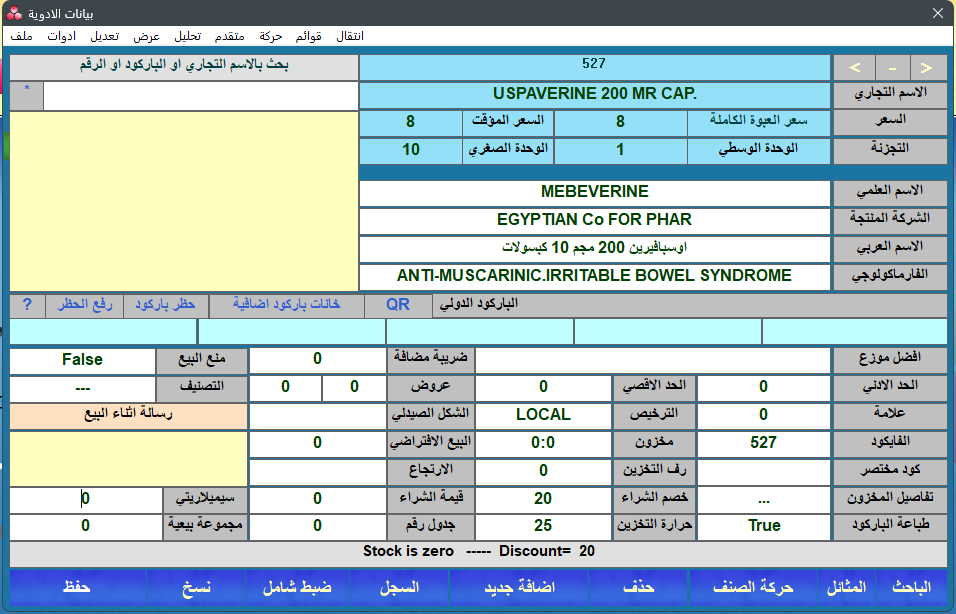 بيانات الادوية
ملف ادوات تعديل عرض تحليل متقدم حركة قوائم انتقال
بحث بالاسم التجاري او الباركود او الرقم
*
527
< - >
الاسم التجاري USPAVERINE 200 MR CAP.
السعر سعر العبوة الكاملة 8 السعر المؤقت 8
التجزئة الوحدة الوسطي 1 الوحدة الصغري 10
الاسم العلمي MEBEVERINE
الشركة المنتجة EGYPTIAN Co FOR PHAR
الاسم العربي اوسبافيرين 200 مجم 10 كبسولات
الفارماكولوجي ANTI-MUSCARINIC.IRRITABLE BOWEL SYNDROME
الباركود الدولي QR خانات باركود اضافية حظر باركود رفع الحظر ?
افضل موزع ضريبة مضافة 0 منع البيع False
الحد الادني 0 الحد الاقصي 0 عروض 0 0 التصنيف ---
علامة 0 الترخيص LOCAL الشكل الصيدلي رسالة اثناء البيع
الفايكود 527 مخزون 0:0 البيع الافتراضي 0
كود مختصر رف التخزين 0 الارتجاع
تفاصيل المخزون ... خصم الشراء 20 قيمة الشراء 0 سيميلاريتي 0
طباعة الباركود True حرارة التخزين 25 جدول رقم 0 مجموعة بيعية 0
Stock is zero ----- Discount= 20
الباحث المثائل حركة الصنف حذف اضافة جديد السجل ضبط شامل نسخ حفظ